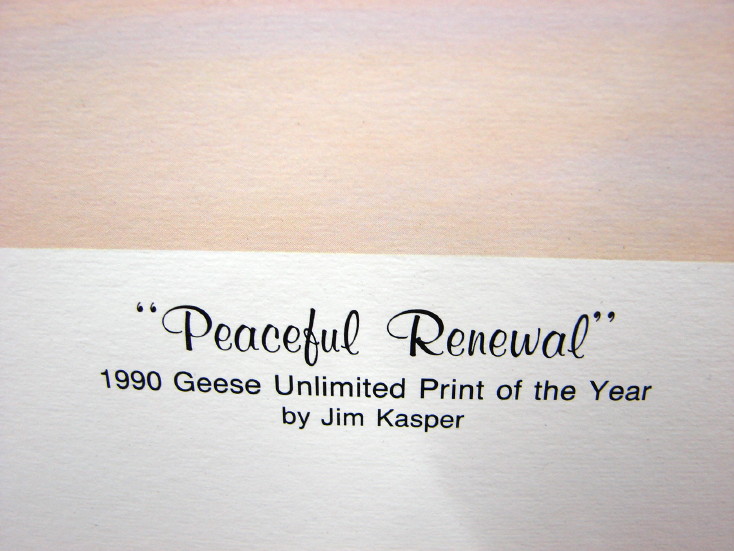 “Peaceful Renewal”
1990 Geese Unlimited Print of the Year
by Jim Kasper